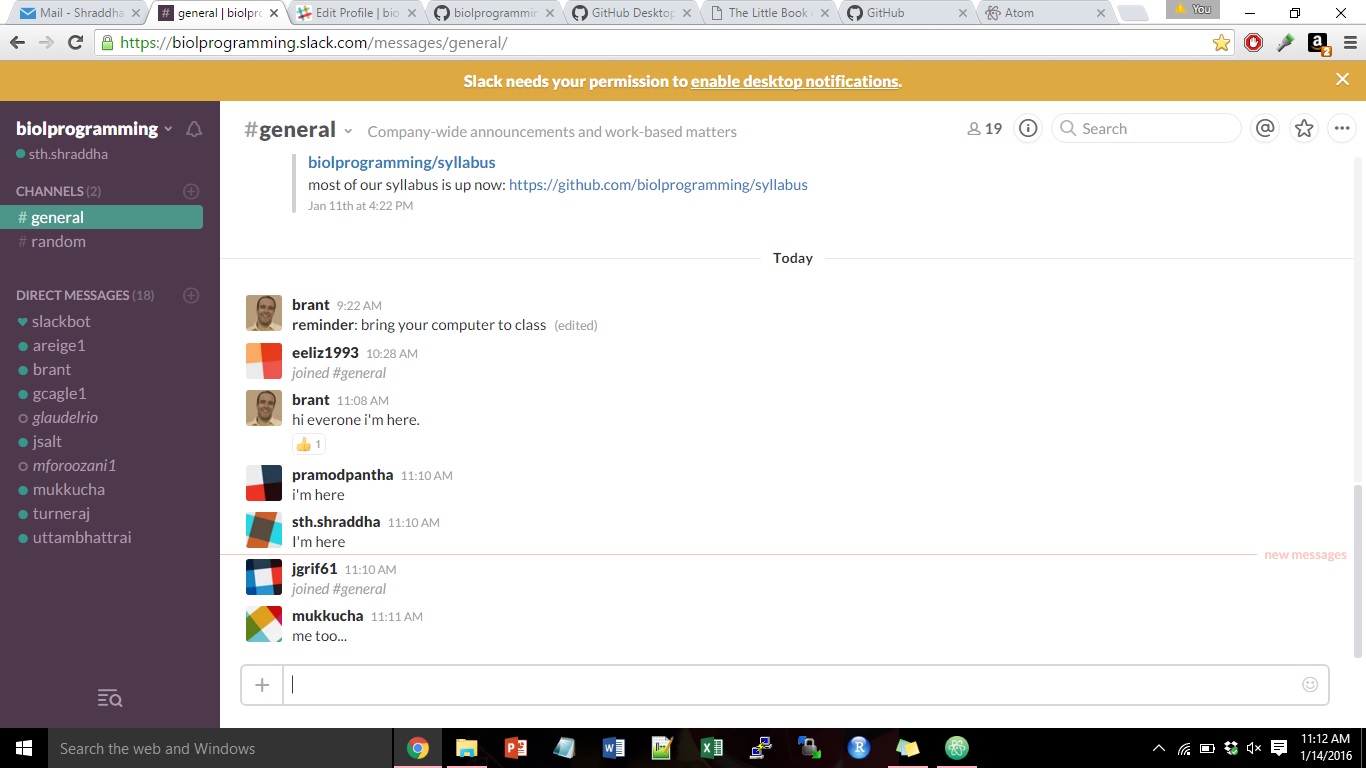 Mail - Shraddha
general | biolpro
Edit Profile | bio
biolprogrammin
GitHub Desktop
The Little Book
GitHub
Atom
You
https://biolprogramming.slack.com/messages/general/
2
Slack needs your permission to enable desktop notifications.
biolprogramming
sth.shraddha
CHANNELS (2)
# general
# random
DIRECT MESSAGES (18)
slackbot
areige1
brant
gcagle1
glaudelrio
jsalt
mforoozani1
mukkucha
turneraj
uttambhattrai
#general
Company-wide announcements and work-based matters
19
Search
biolprogramming/syllabus
most of our syllabus is up now: https://github.com/biolprogramming/syllabus
Jan 11th at 4:22 PM
Today
brant 9:22 AM
reminder: bring your computer to class (edited)
eeliz1993 10:28 AM
joined #general
brant 11:08 AM
hi everone i'm here.
1
pramodpantha 11:10 AM
i'm here
sth.shraddha 11:10 AM
I'm here
new messages
jgrif61 11:10 AM
joined #general
mukkucha 11:11 AM
me too...
Search the web and Windows
11:12 AM
1/14/2016